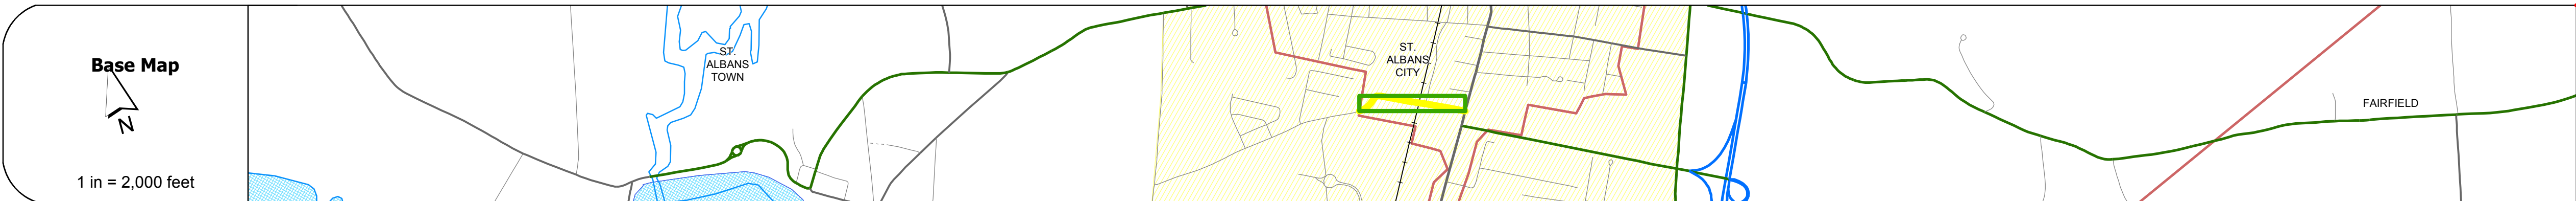 Base Map
N
1 in = 2,000 feet
ST.
ALBANS
TOWN
ST.
ALBANS
CITY
FAIRFIELD